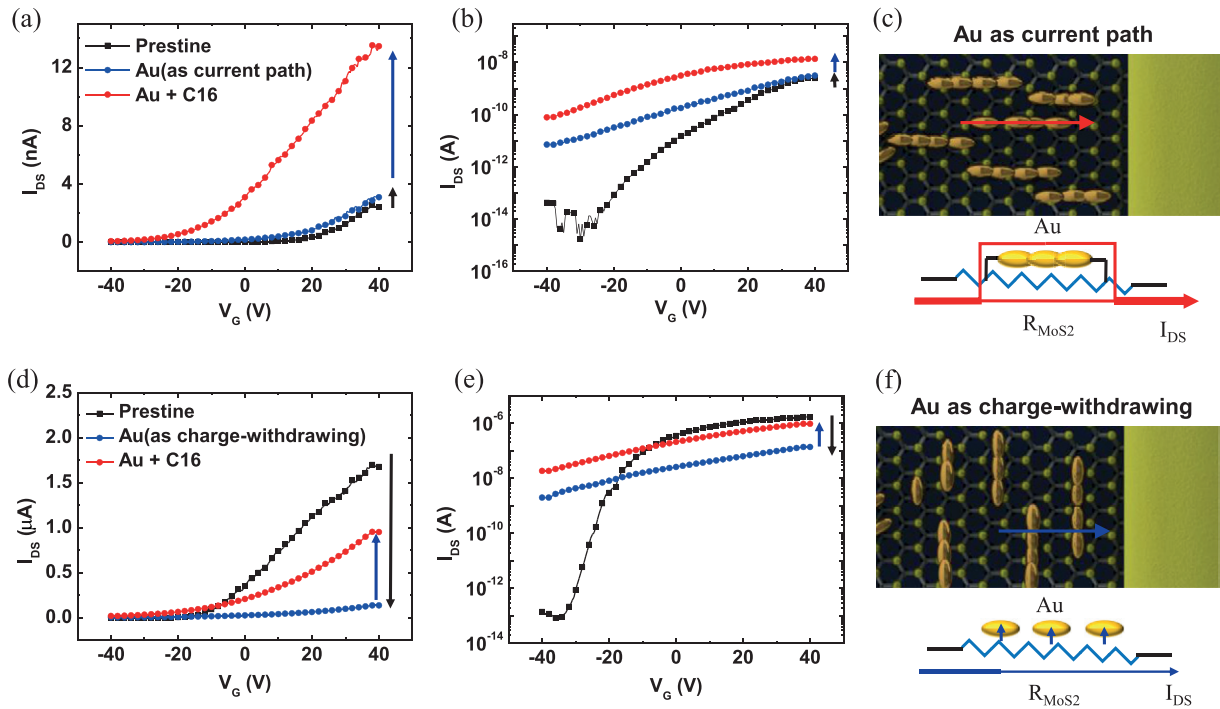 (a)
Prestine
Au(as current path)
Au + C16
12
8
4
0
I_DS (nA)
-40 -20 0 20 40
V_G (V)
(b)
10^-6
10^-8
10^-10
10^-12
10^-14
10^-16
I_DS (A)
-40 -20 0 20 40
V_G (V)
(c)
Au as current path
Au
R_MoS2
I_DS
(d)
2.5
2.0
1.5
1.0
0.5
0.0
Prestine
Au(as charge-withdrawing)
Au + C16
I_DS (μA)
-40 -20 0 20 40
V_G (V)
(e)
10^-6
10^-8
10^-10
10^-12
10^-14
I_DS (A)
-40 -20 0 20 40
V_G (V)
(f)
Au as charge-withdrawing
Au
R_MoS2
I_DS